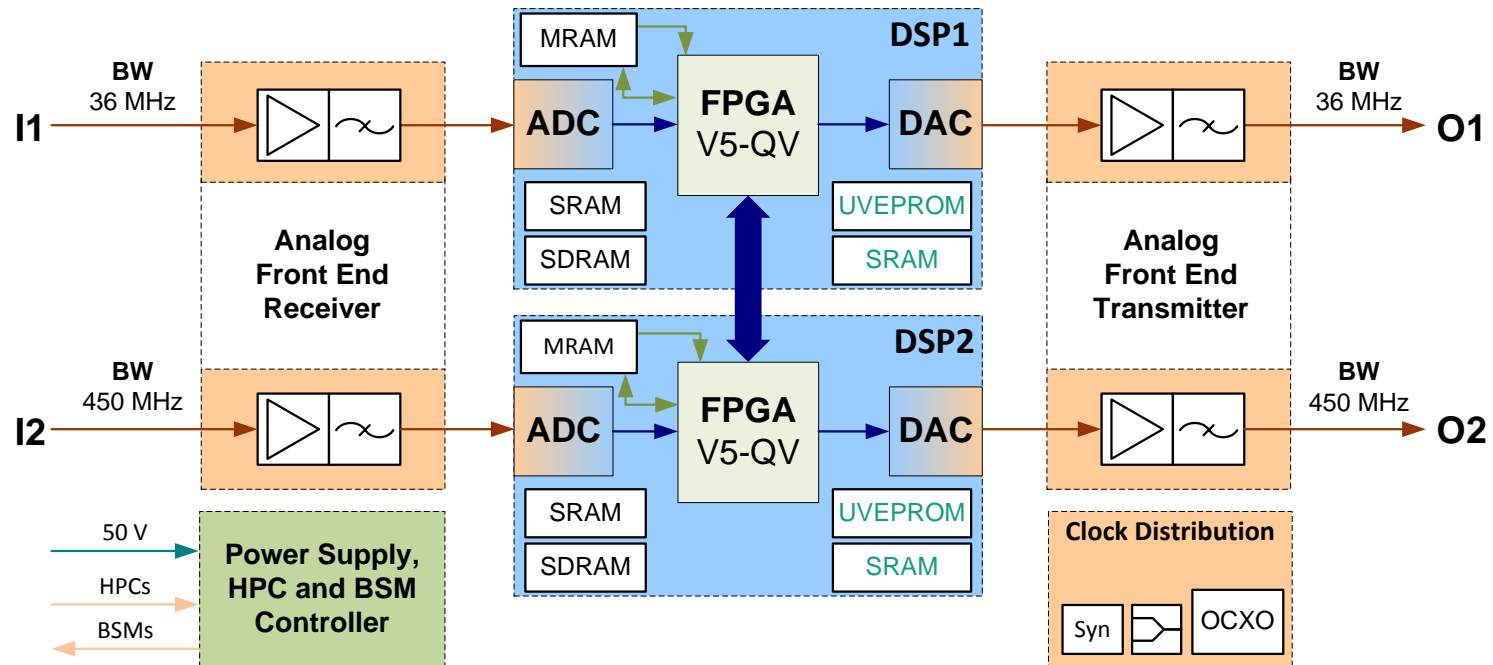 I1
BW
36 MHz
Analog
Front End
Receiver
DSP1
MRAM
ADC
FPGA
V5-QV
DAC
SRAM
SDRAM
UVEPROM
SRAM
Analog
Front End
Transmitter
BW
36 MHz
O1
I2
BW
450 MHz
DSP2
MRAM
ADC
FPGA
V5-QV
DAC
SRAM
SDRAM
UVEPROM
SRAM
BW
450 MHz
O2
50 V
HPCs
BSMs
Power Supply,
HPC and BSM
Controller
Clock Distribution
Syn
OCXO